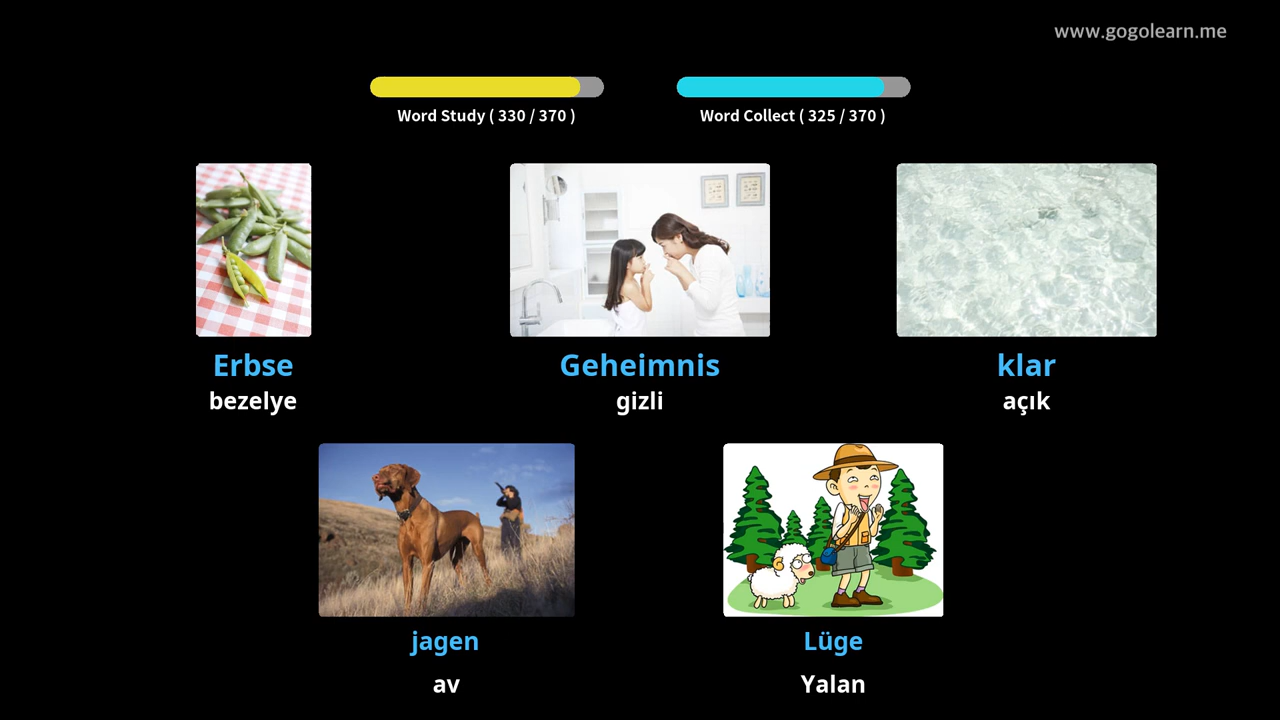 www.gogolearn.me
Word Study ( 330 / 370 )
Word Collect ( 325 / 370 )
Erbse
bezelye
Geheimnis
gizli
klar
açık
jagen
av
Lüge
Yalan